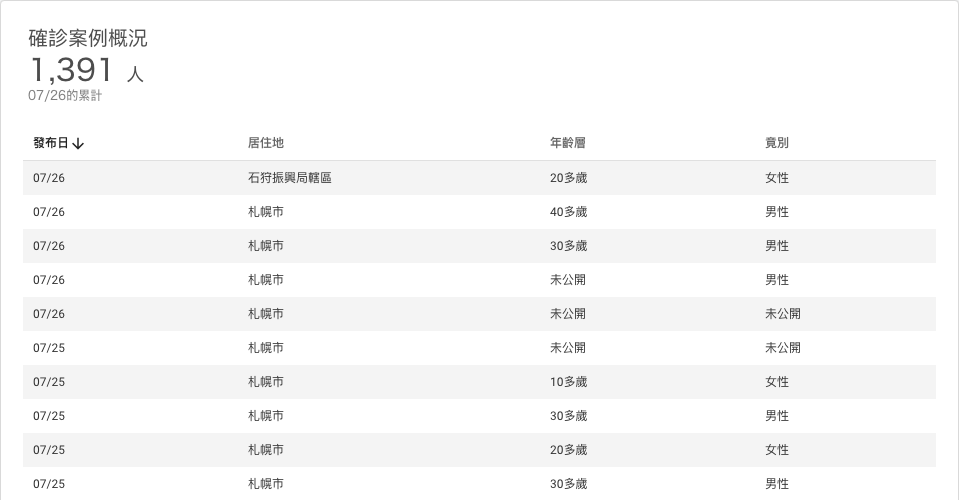 確診案例概況
1,391 人
07/26的累計
發布日↓ 居住地 年齡層 竟別
07/26 石狩振興局轄區 20多歲 女性
07/26 札幌市 40多歲 男性
07/26 札幌市 30多歲 男性
07/26 札幌市 未公開 男性
07/26 札幌市 未公開 未公開
07/25 札幌市 未公開 未公開
07/25 札幌市 10多歲 女性
07/25 札幌市 30多歲 男性
07/25 札幌市 20多歲 女性
07/25 札幌市 30多歲 男性